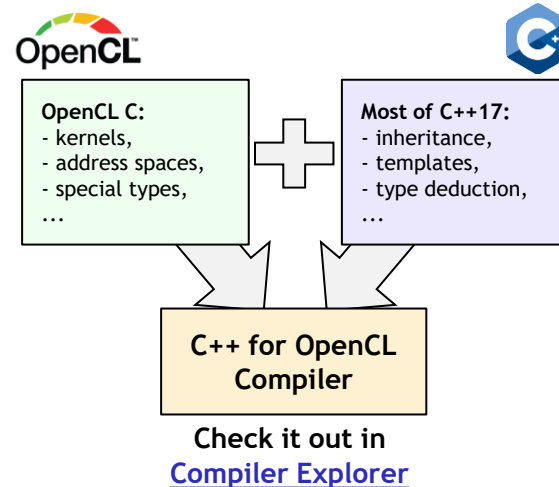 OpenCL™
C+
OpenCL C:
- kernels,
- address spaces,
- special types,
...
Most of C++17:
- inheritance,
- templates,
- type deduction,
...
C++ for OpenCL
Compiler
Check it out in
Compiler Explorer